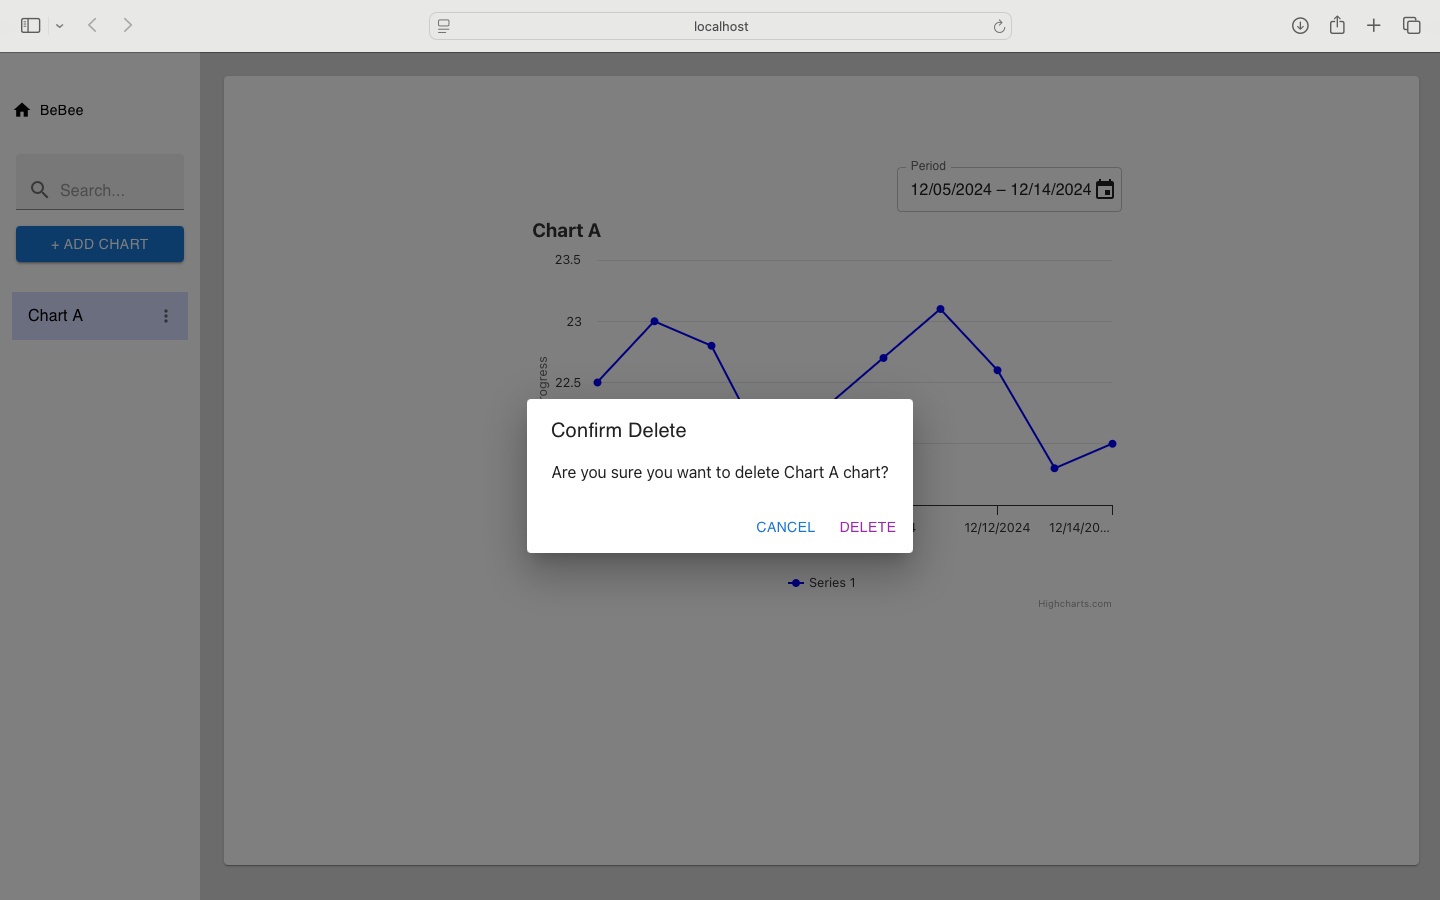 localhost
BeBee
Search...
+ ADD CHART
Chart A
Period
12/05/2024 – 12/14/2024
Chart A
23.5
23
22.5
Confirm Delete
Are you sure you want to delete Chart A chart?
CANCEL
DELETE
12/12/2024
12/14/20...
Series 1
Highcharts.com